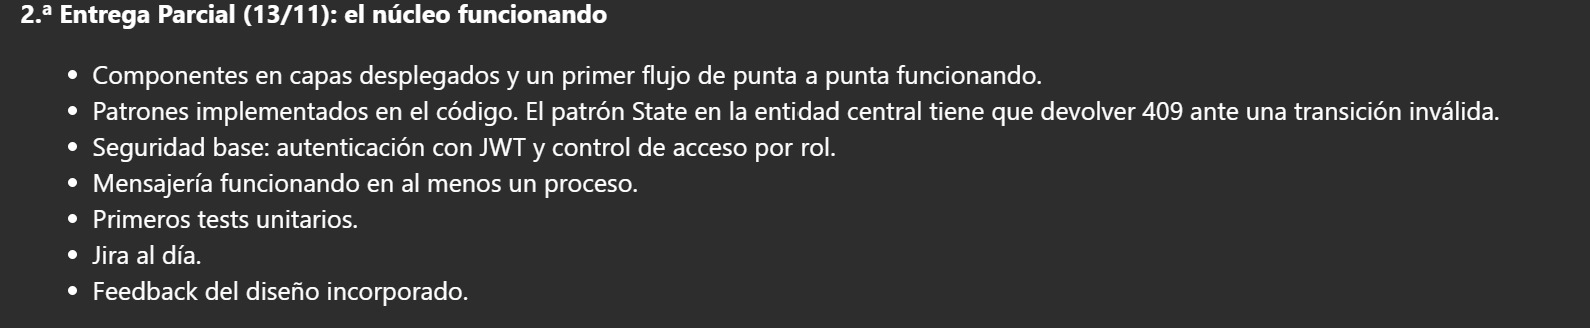 2.ª Entrega Parcial (13/11): el núcleo funcionando
• Componentes en capas desplegados y un primer flujo de punta a punta funcionando.
• Patrones implementados en el código. El patrón State en la entidad central tiene que devolver 409 ante una transición inválida.
• Seguridad base: autenticación con JWT y control de acceso por rol.
• Mensajería funcionando en al menos un proceso.
• Primeros tests unitarios.
• Jira al día.
• Feedback del diseño incorporado.